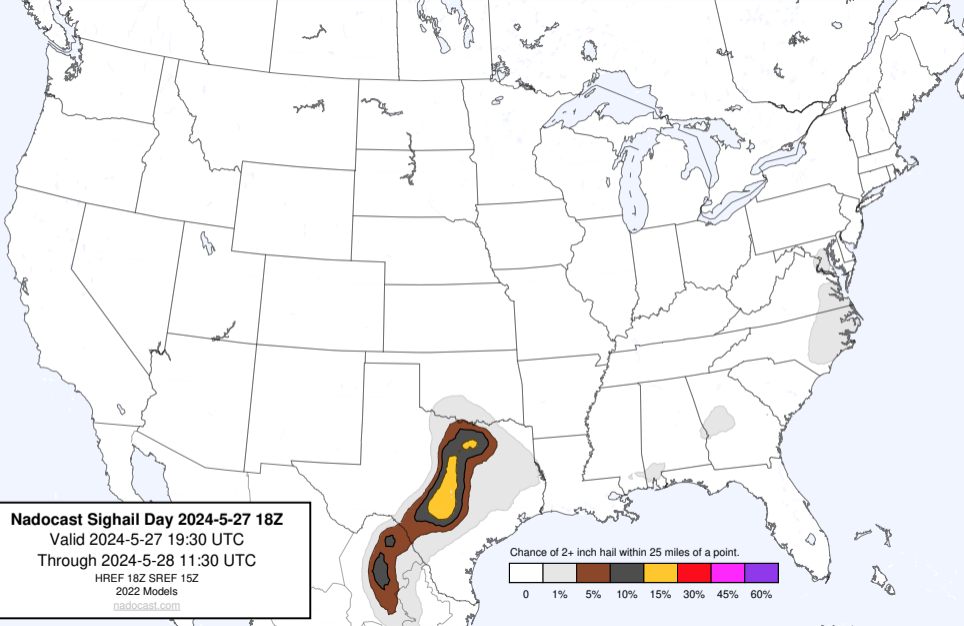 Nadocast Sighail Day 2024-5-27 18Z
Valid 2024-5-27 19:30 UTC
Through 2024-5-28 11:30 UTC
HREF 18Z SREF 15Z
2022 Models
nadocast.com
Chance of 2+ inch hail within 25 miles of a point.
0 1% 5% 10% 15% 30% 45% 60%